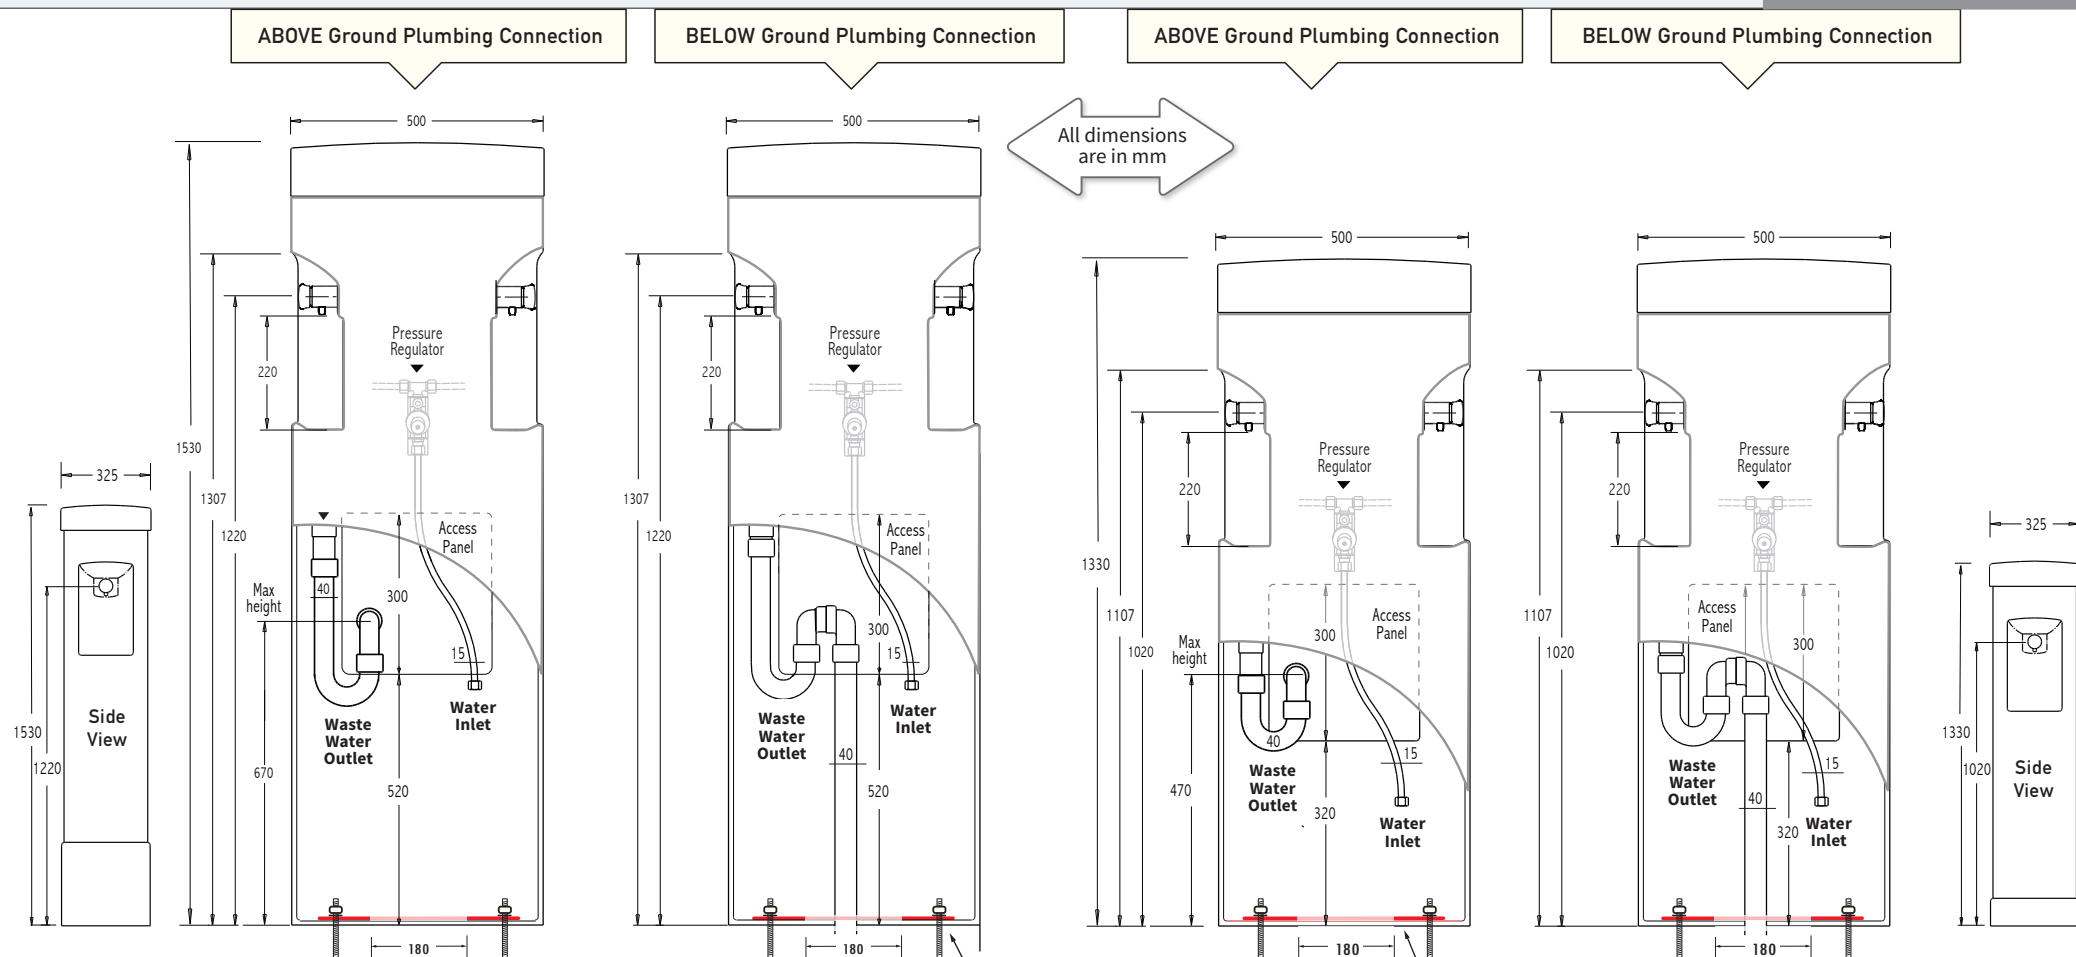 ABOVE Ground Plumbing Connection
BELOW Ground Plumbing Connection
ABOVE Ground Plumbing Connection
BELOW Ground Plumbing Connection
All dimensions
are in mm
325
1530
1220
Side
View
500
1530
1307
1220
220
Pressure
Regulator
Access
Panel
Max
height
40
300
15
Waste
Water
Outlet
Water
Inlet
670
520
180
500
1307
1220
220
Pressure
Regulator
Access
Panel
300
15
Waste
Water
Outlet
Water
Inlet
40
520
180
500
1330
1107
1020
220
Pressure
Regulator
Access
Panel
Max
height
300
40
15
Waste
Water
Outlet
Water
Inlet
470
320
180
500
1107
1020
220
Pressure
Regulator
Access
Panel
300
15
Waste
Water
Outlet
40
320
Water
Inlet
180
325
1330
1020
Side
View